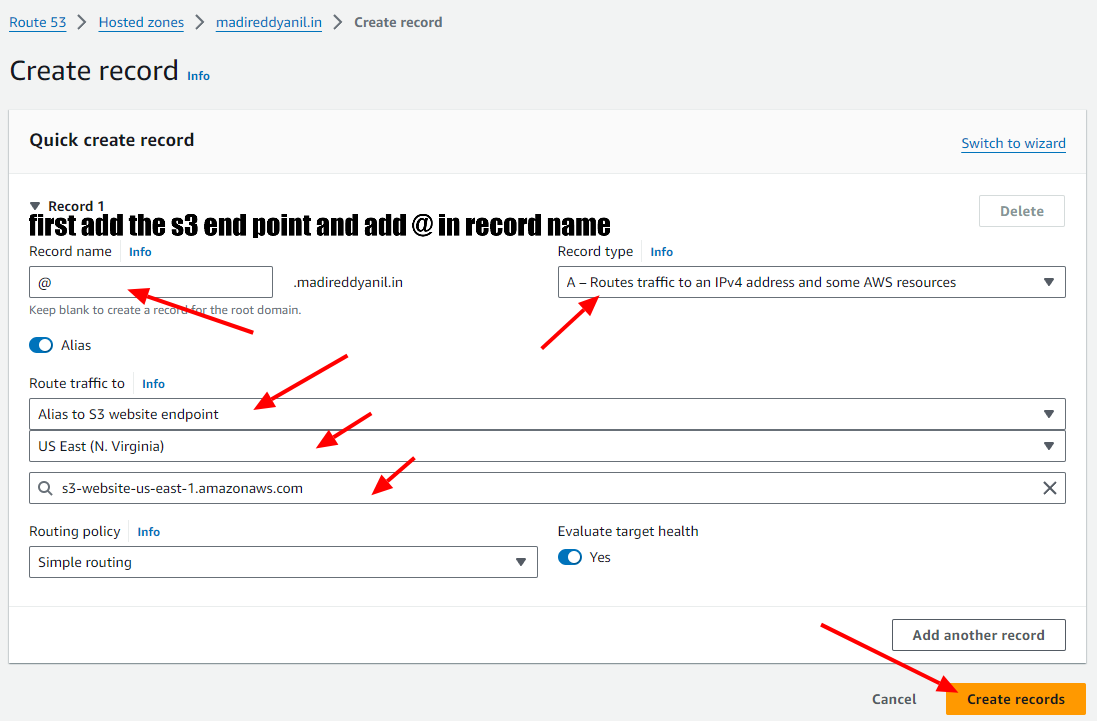 Route 53 > Hosted zones > madireddyanil.in > Create record
Create record Info
Quick create record
Switch to wizard
Record 1
Delete
first add the s3 end point and add @ in record name
Record name Info
Record type Info
@ .madireddyanil.in
A – Routes traffic to an IPv4 address and some AWS resources
Keep blank to create a record for the root domain.
Alias
Route traffic to Info
Alias to S3 website endpoint
US East (N. Virginia)
s3-website-us-east-1.amazonaws.com
Routing policy Info
Evaluate target health
Simple routing
Yes
Add another record
Cancel
Create records